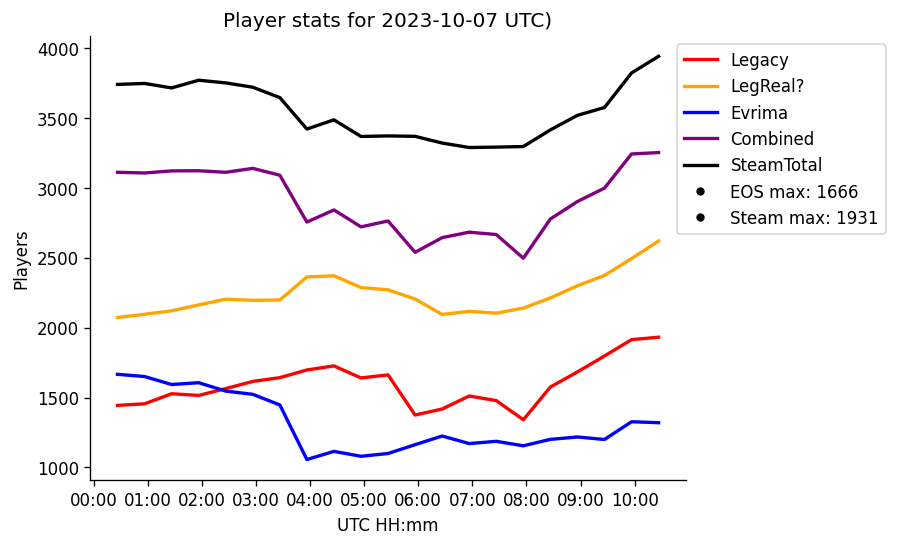 Player stats for 2023-10-07 UTC)
4000
3500
3000
2500
2000
1500
1000
Players
00:00 01:00 02:00 03:00 04:00 05:00 06:00 07:00 08:00 09:00 10:00
UTC HH:mm
Legacy
LegReal?
Evrima
Combined
SteamTotal
EOS max: 1666
Steam max: 1931